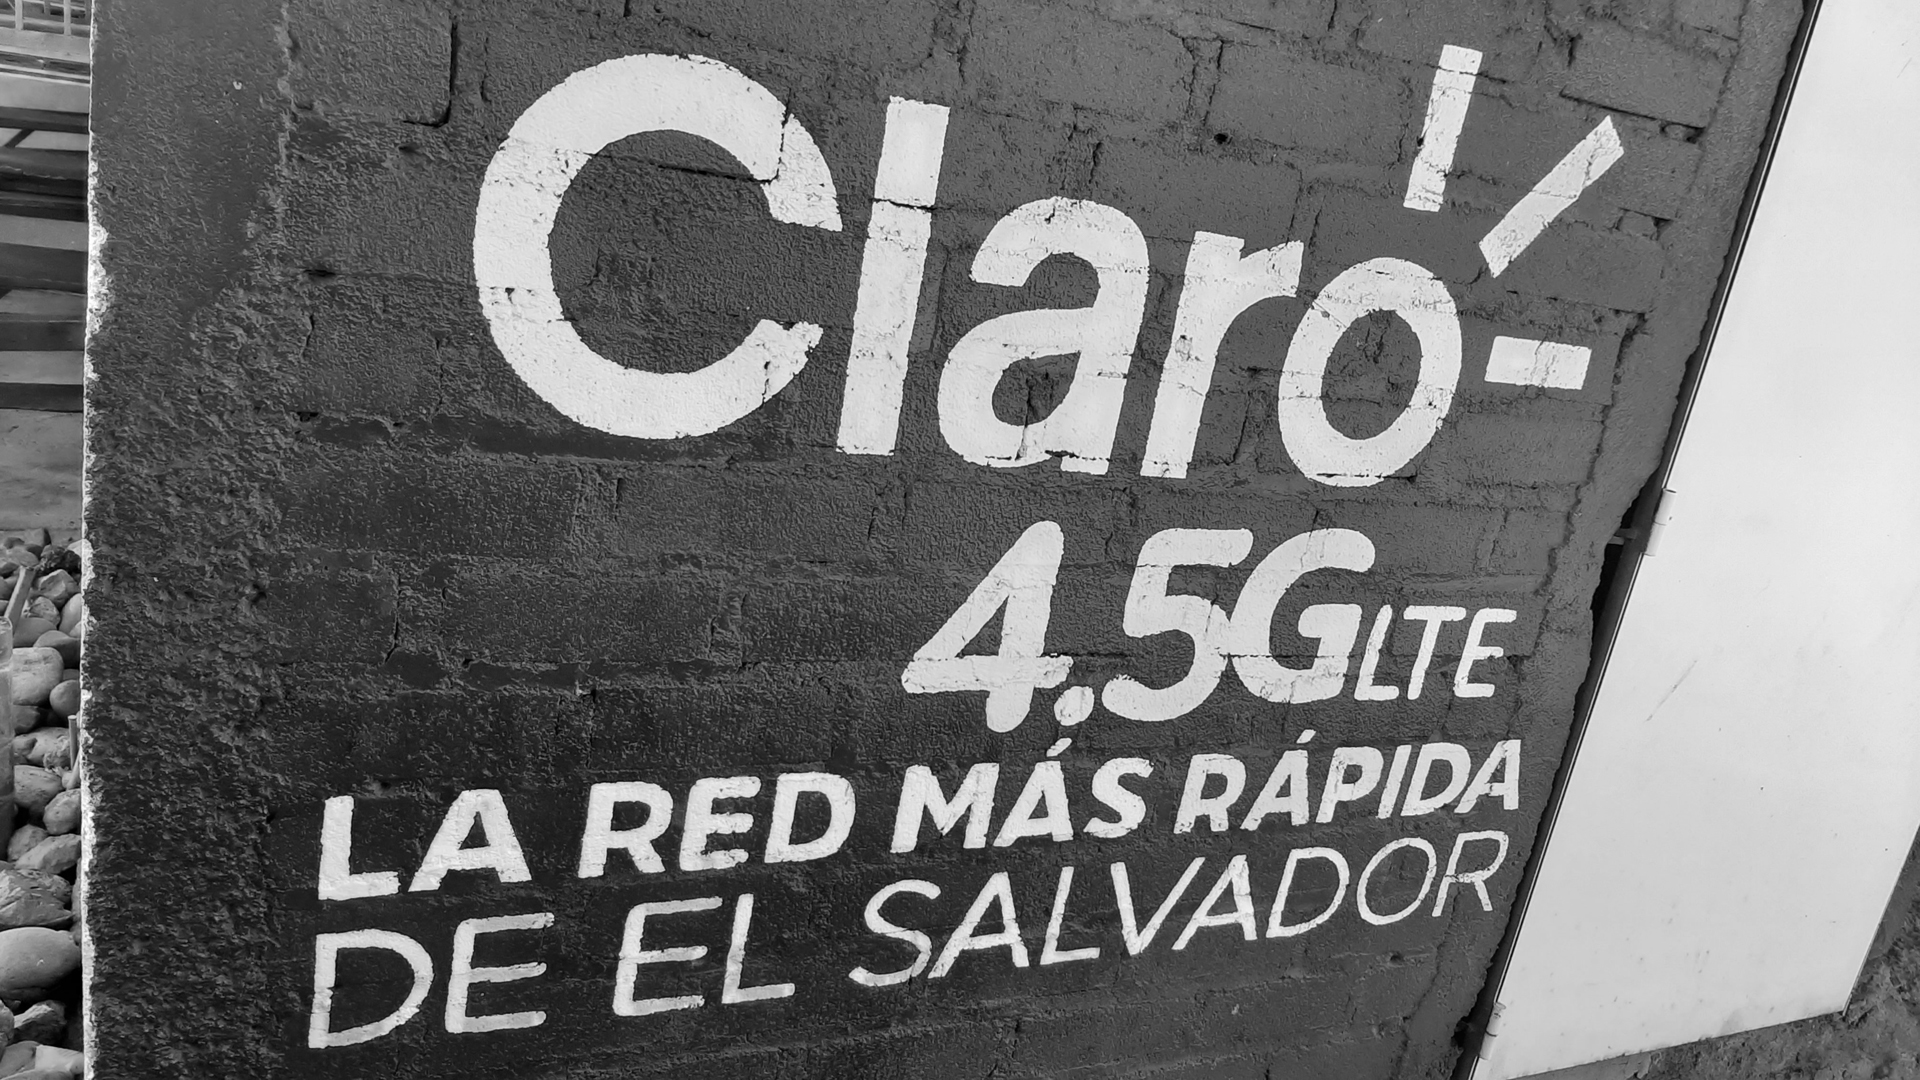 Claro
4.5G LTE
LA RED MÁS RÁPIDA
DE EL SALVADOR